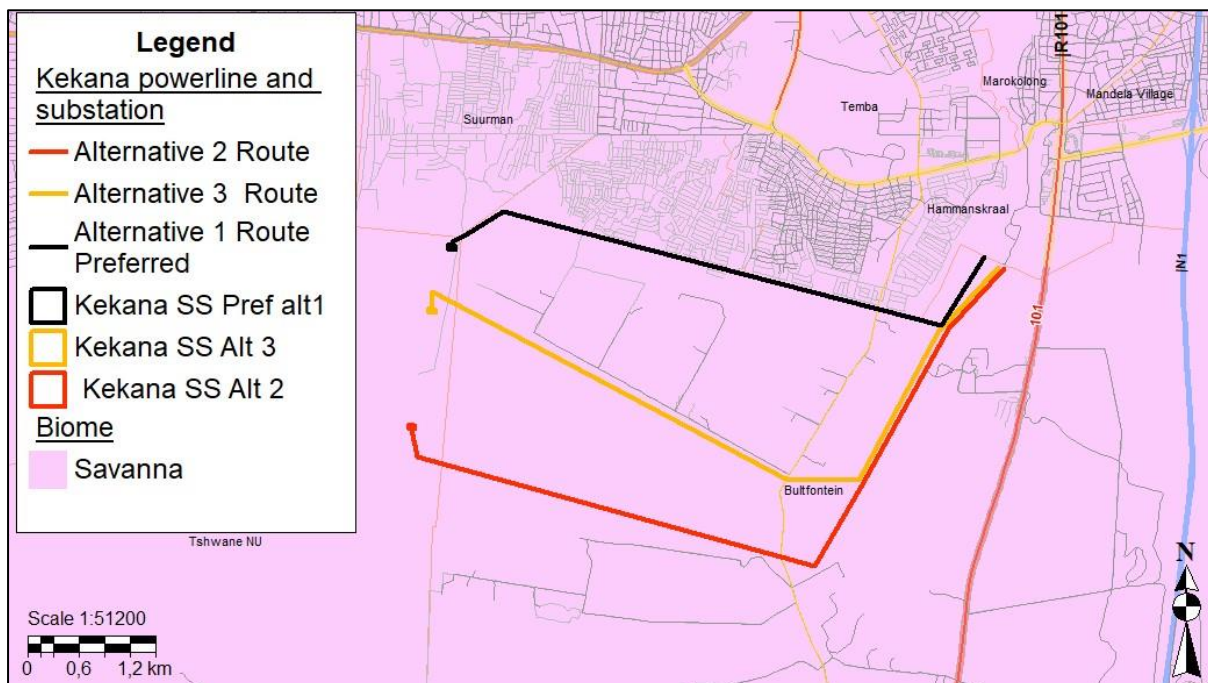 Legend
Kekana powerline and
substation
Alternative 2 Route
Alternative 3 Route
Alternative 1 Route
Preferred
Kekana SS Pref alt1
Kekana SS Alt 3
Kekana SS Alt 2
Biome
Savanna
Scale 1:51200
0 0,6 1,2 km
Suurman
Temba
Marokolong
Mandela Village
R101
Hammanskraal
N1
101
Bultfontein
Tshwane NU
N